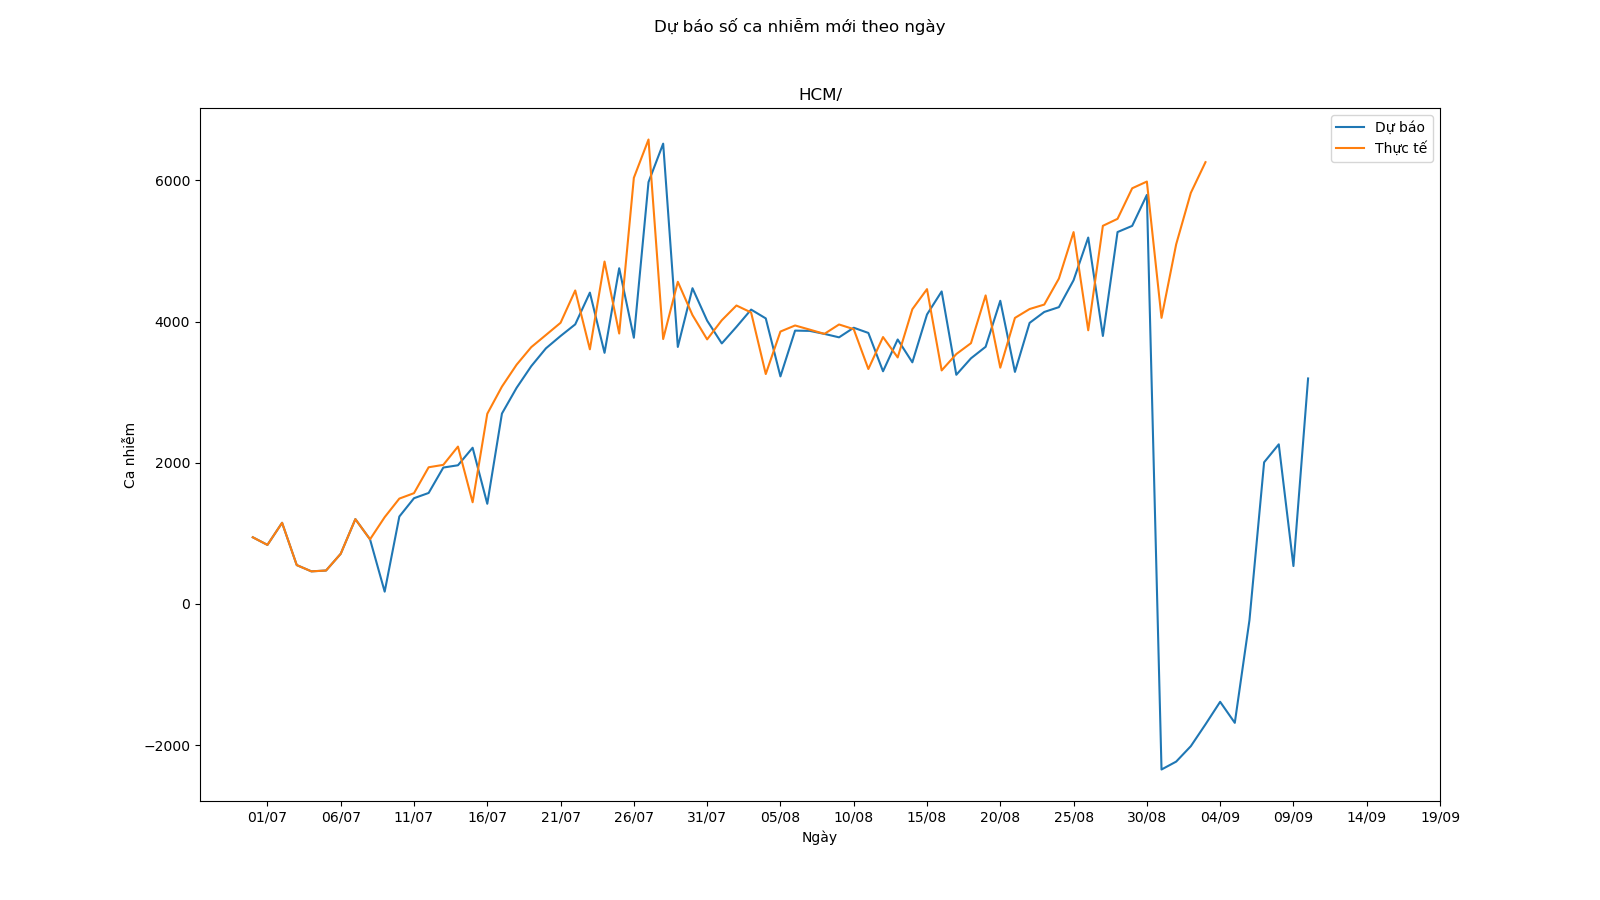 Dự báo số ca nhiễm mới theo ngày
HCM/
Dự báo
Thực tế
6000
4000
2000
0
−2000
Ca nhiễm
01/07 06/07 11/07 16/07 21/07 26/07 31/07 05/08 10/08 15/08 20/08 25/08 30/08 04/09 09/09 14/09 19/09
Ngày